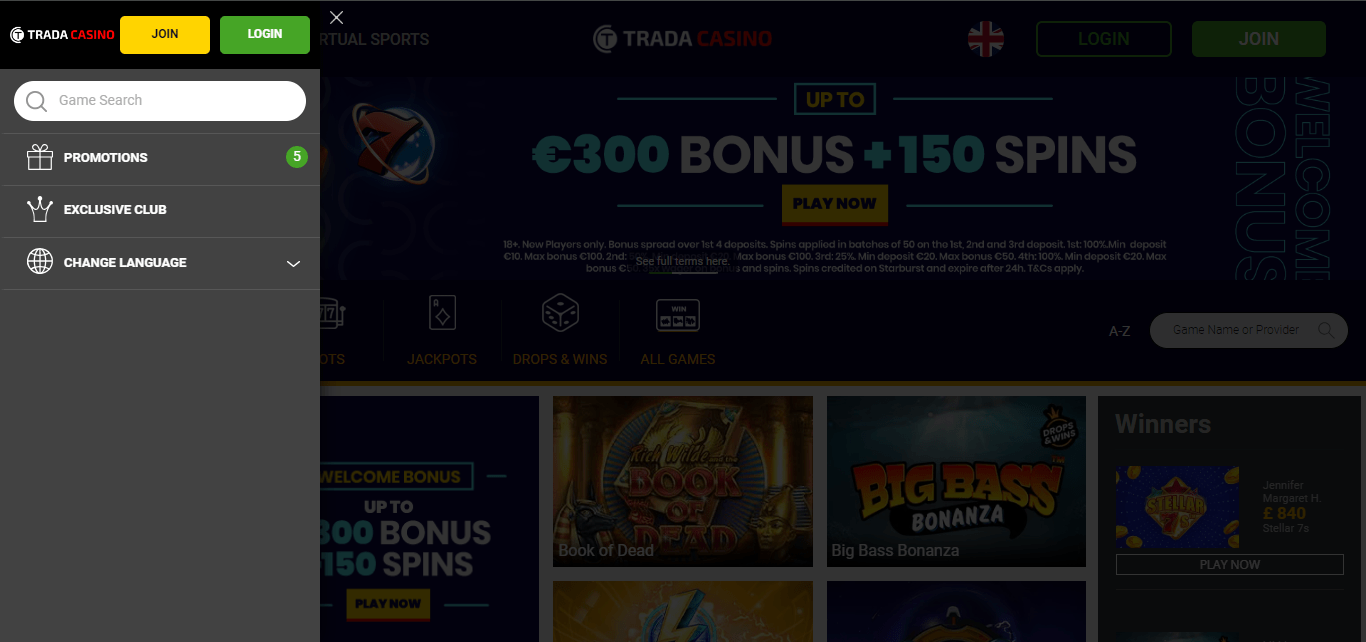 TRADA CASINO
JOIN
LOGIN
Game Search
PROMOTIONS
5
EXCLUSIVE CLUB
CHANGE LANGUAGE
RTUAL SPORTS
TRADA CASINO
LOGIN
JOIN
UP TO
€300 BONUS + 150 SPINS
PLAY NOW
WELCOME
BONUS
18+. New Players only. Bonus spread over 1st 4 deposits. Spins applied in batches of 50 on the 1st, 2nd and 3rd deposit. 1st: 100%.Min deposit
€10. Max bonus €100. 2nd: Max bonus €100. 3rd: 25%. Min deposit €20. Max bonus €50. 4th: 100%. Min deposit €20. Max
See full terms here.
bonus and spins. Spins credited on Starburst and expire after 24h. T&Cs apply.
OTS
JACKPOTS
DROPS & WINS
WIN
ALL GAMES
A-Z
Game Name or Provider
WELCOME BONUS
UP TO
300 BONUS
150 SPINS
PLAY NOW
Rich Wilde
BOOK
OF
DEAD
Book of Dead
DROPS
& WINS
BIG BASS
BONANZA
Big Bass Bonanza
Winners
STELLAR
7s
Jennifer
Margaret H.
£ 840
Stellar 7s
PLAY NOW